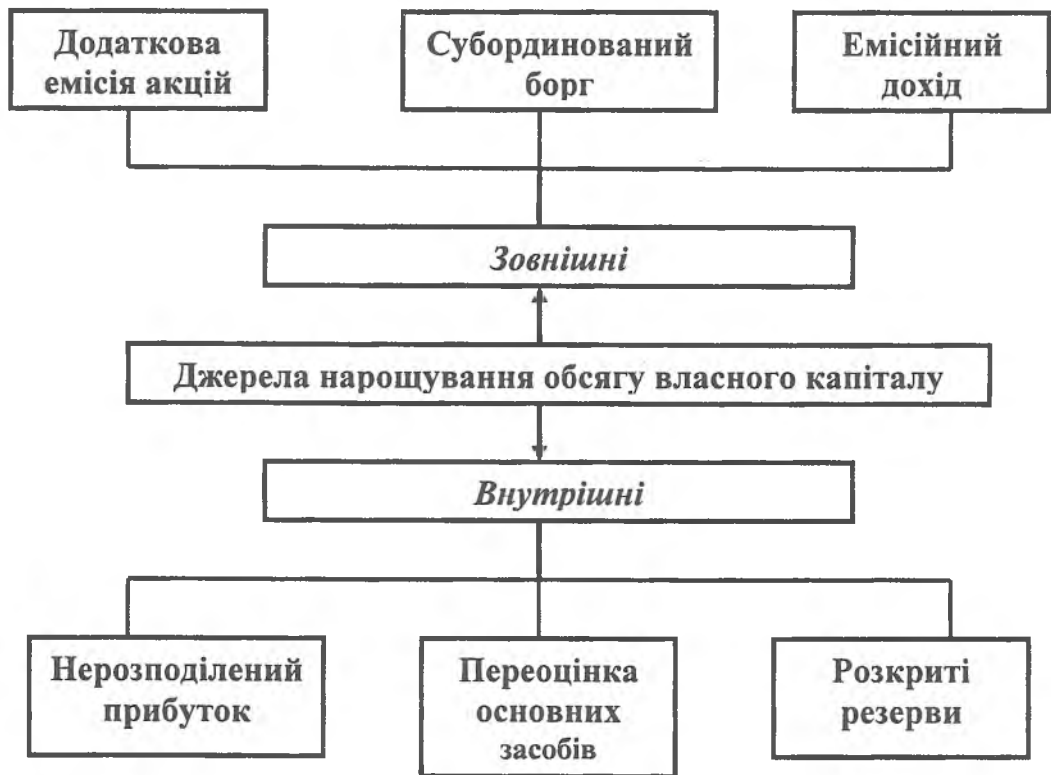 Додаткова
емісія акцій
Субординований
борг
Емісійний
дохід
Зовнішні
Джерела нарощування обсягу власного капіталу
Внутрішні
Нерозподілений
прибуток
Переоцінка
основних
засобів
Розкриті
резерви